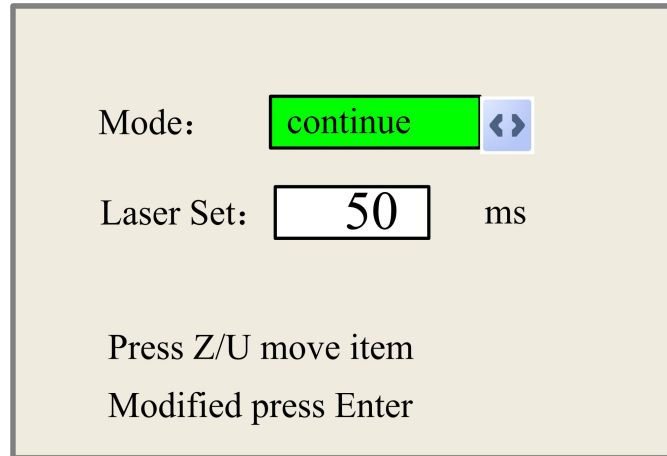 Mode： continue
Laser Set： 50 ms
Press Z/U move item
Modified press Enter